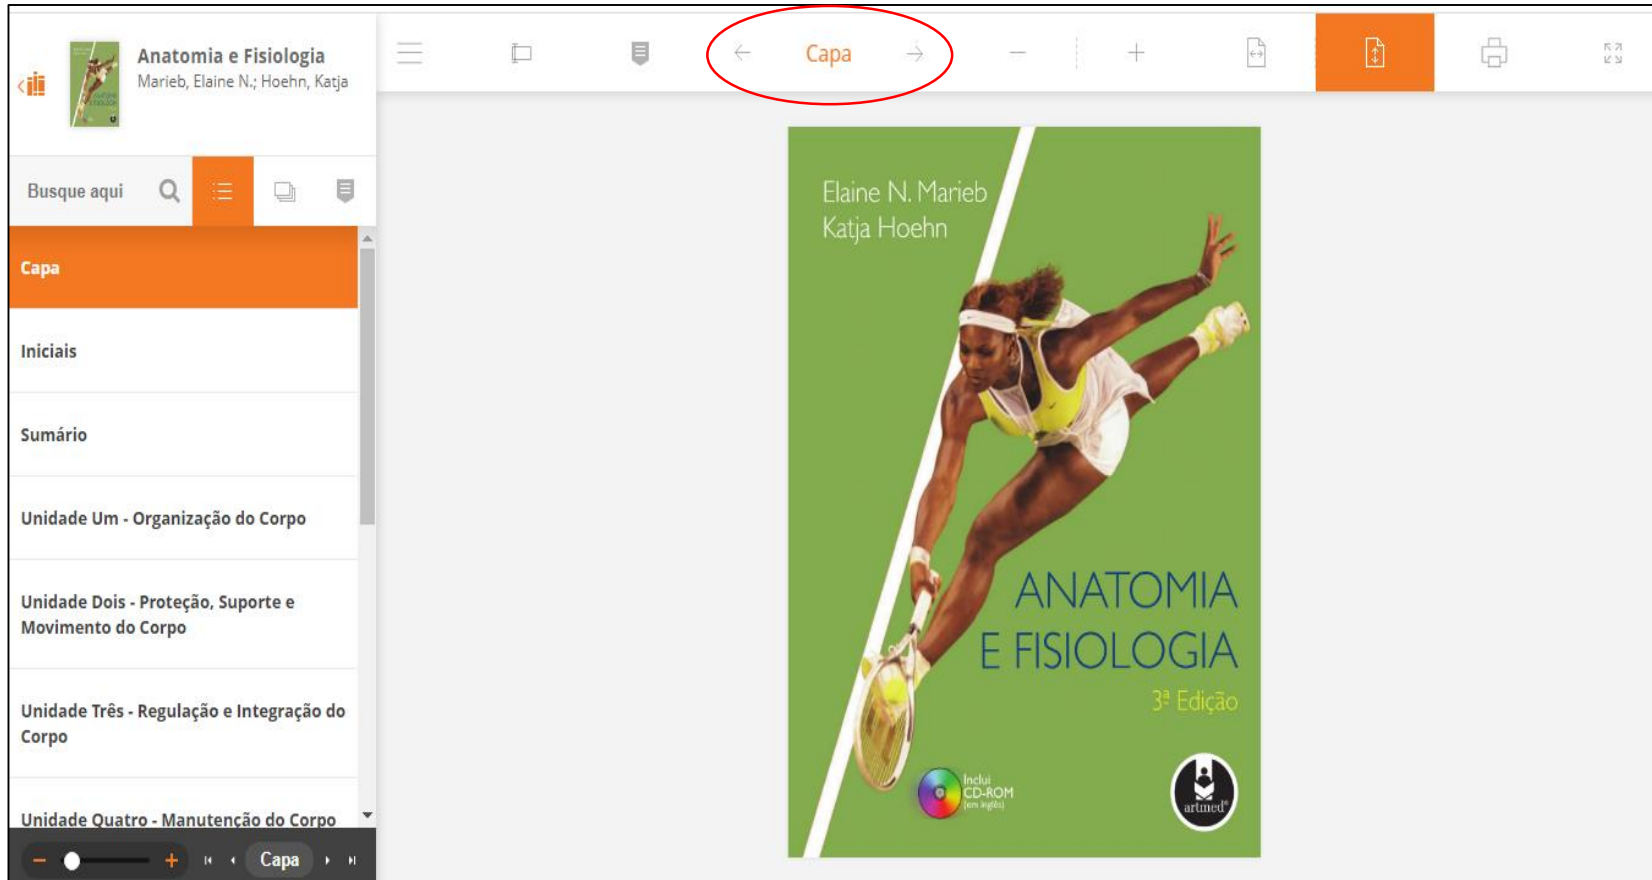 Anatomia e Fisiologia
Marieb, Elaine N.; Hoehn, Katja
Capa
Busque aqui
Capa
Iniciais
Sumário
Unidade Um - Organização do Corpo
Unidade Dois - Proteção, Suporte e
Movimento do Corpo
Unidade Três - Regulação e Integração do
Corpo
Unidade Quatro - Manutenção do Corpo
Capa
Elaine N. Marieb
Katja Hoehn
ANATOMIA
E FISIOLOGIA
3ª Edição
Inclui
CD-ROM
(em inglês)
artmed®